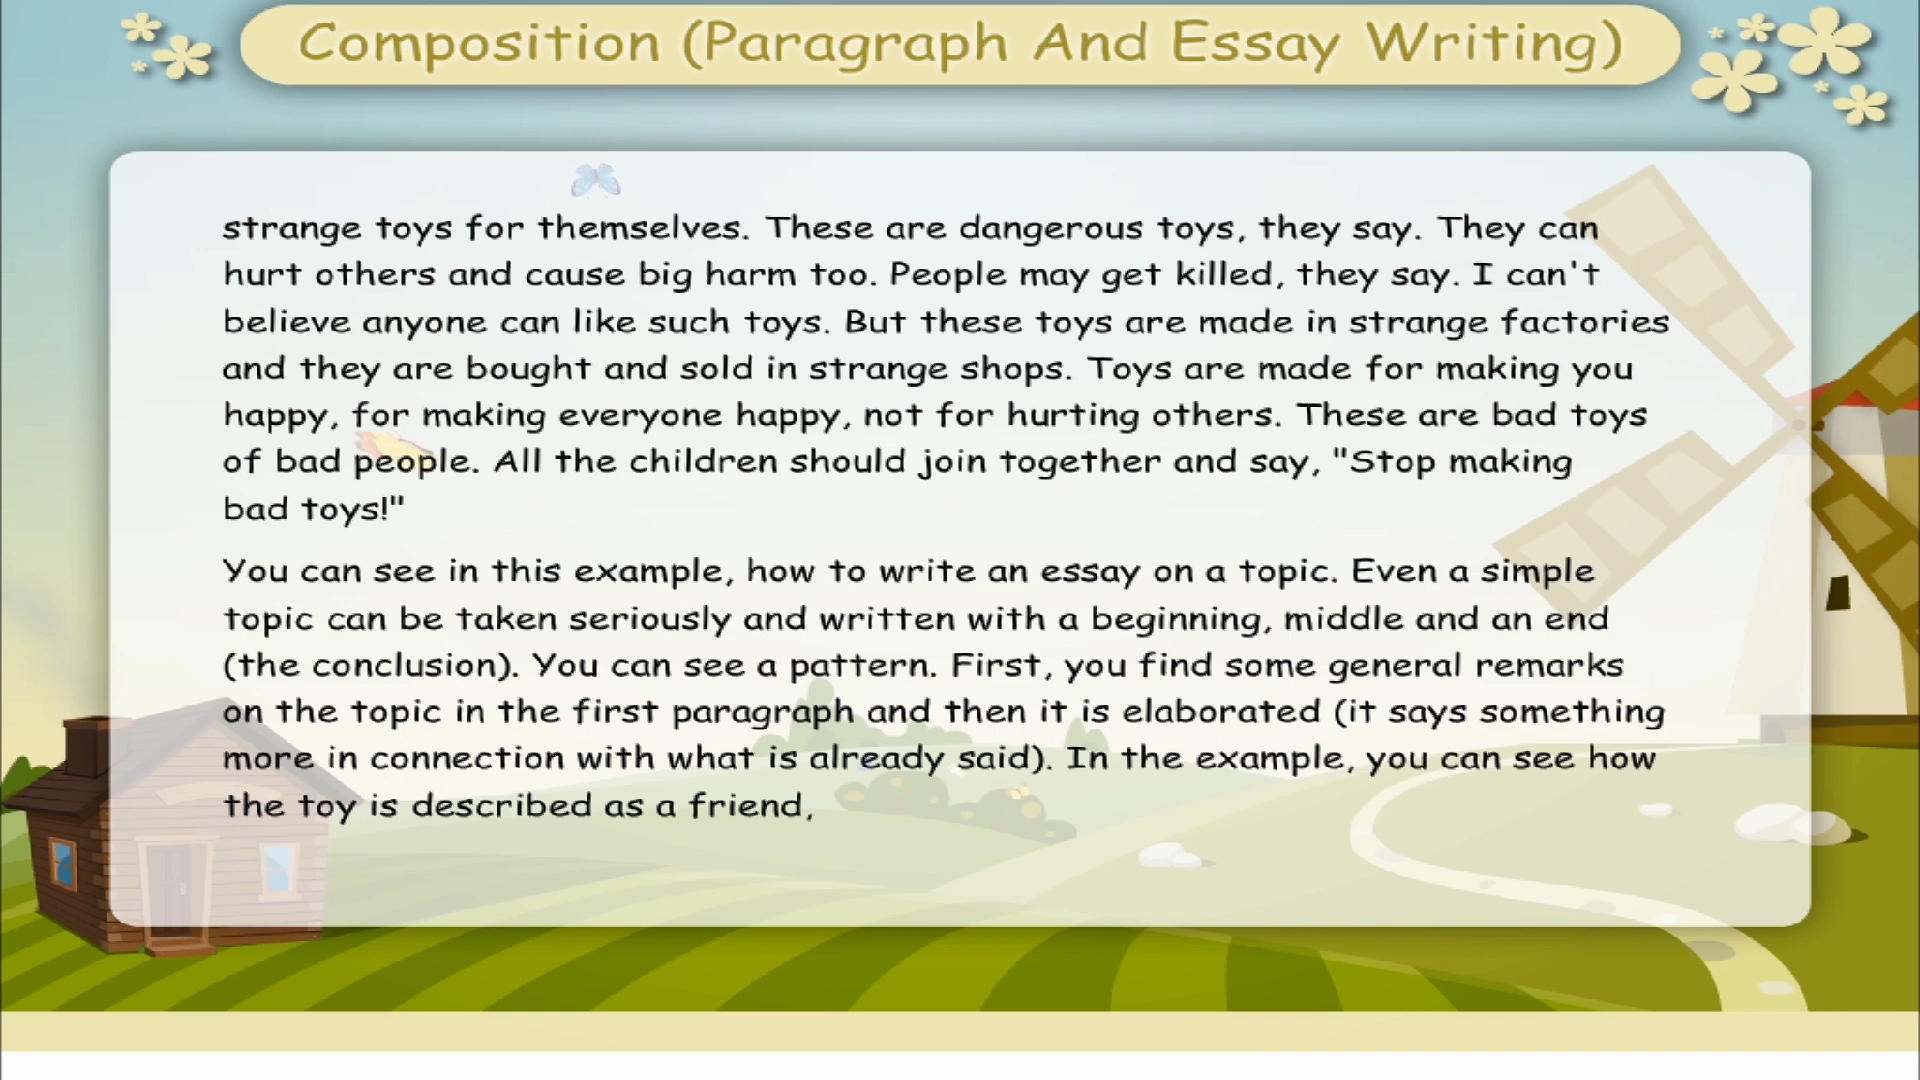 Composition (Paragraph And Essay Writing)
strange toys for themselves. These are dangerous toys, they say. They can
hurt others and cause big harm too. People may get killed, they say. I can't
believe anyone can like such toys. But these toys are made in strange factories
and they are bought and sold in strange shops. Toys are made for making you
happy, for making everyone happy, not for hurting others. These are bad toys
of bad people. All the children should join together and say, "Stop making
bad toys!"
You can see in this example, how to write an essay on a topic. Even a simple
topic can be taken seriously and written with a beginning, middle and an end
(the conclusion). You can see a pattern. First, you find some general remarks
on the topic in the first paragraph and then it is elaborated (it says something
more in connection with what is already said). In the example, you can see how
the toy is described as a friend,